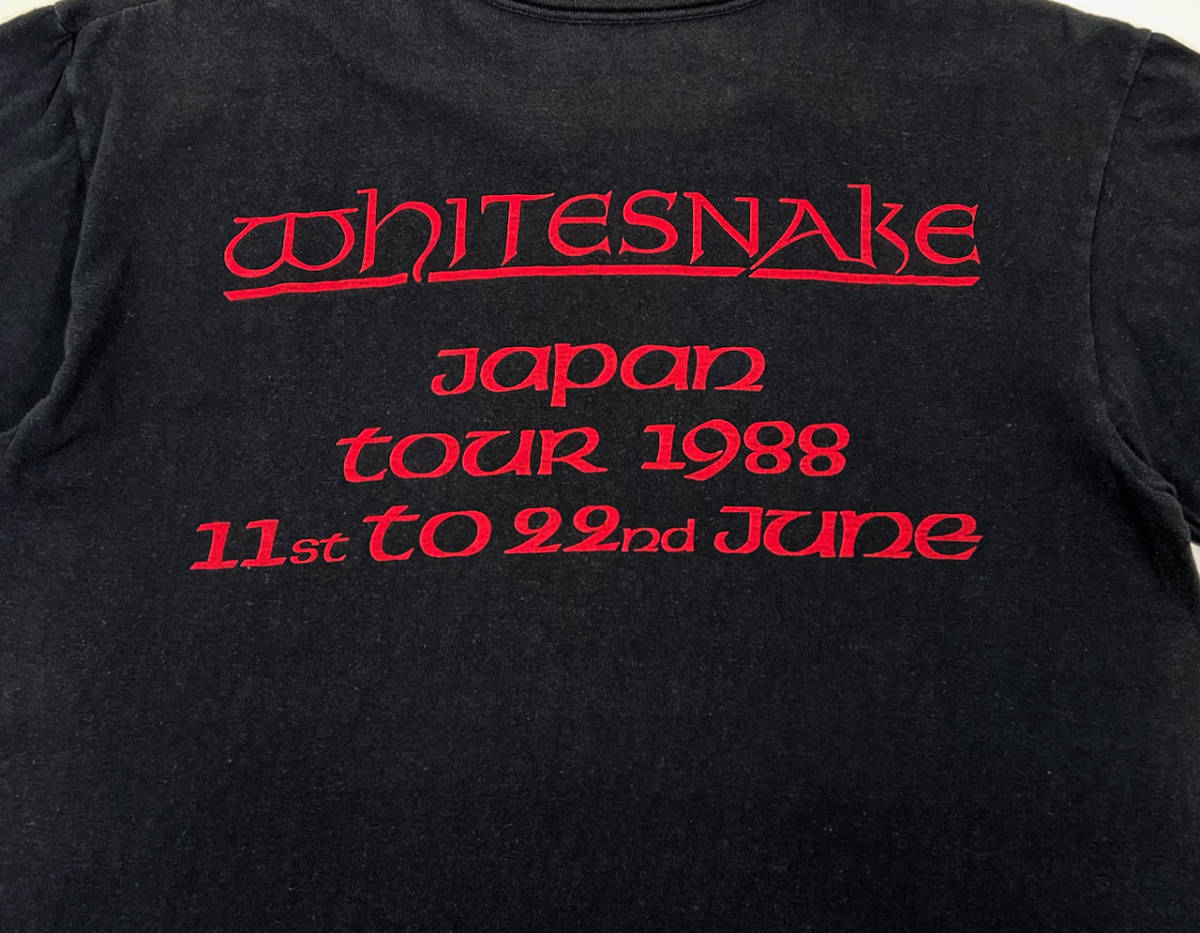 WHITESNAKE
Japan
tour 1988
11st to 22nd June